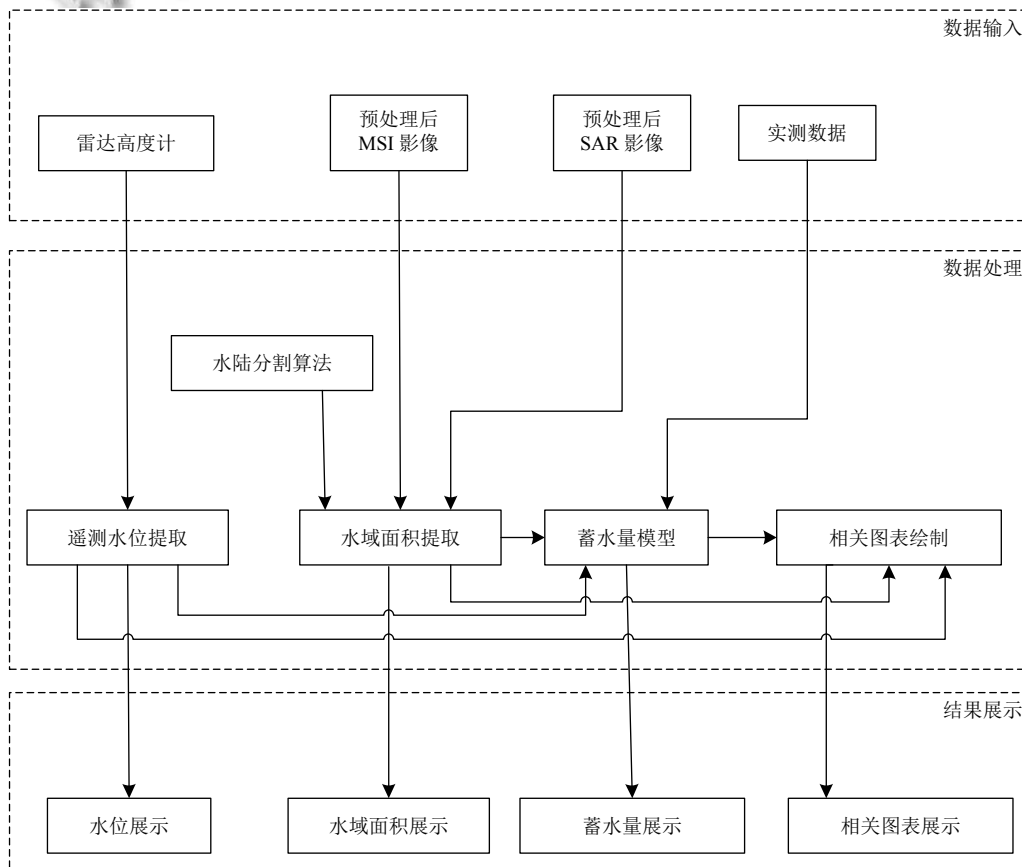 数据输入
雷达高度计
预处理后
MSI 影像
预处理后
SAR 影像
实测数据
数据处理
水陆分割算法
遥测水位提取
水域面积提取
蓄水量模型
相关图表绘制
结果展示
水位展示
水域面积展示
蓄水量展示
相关图表展示